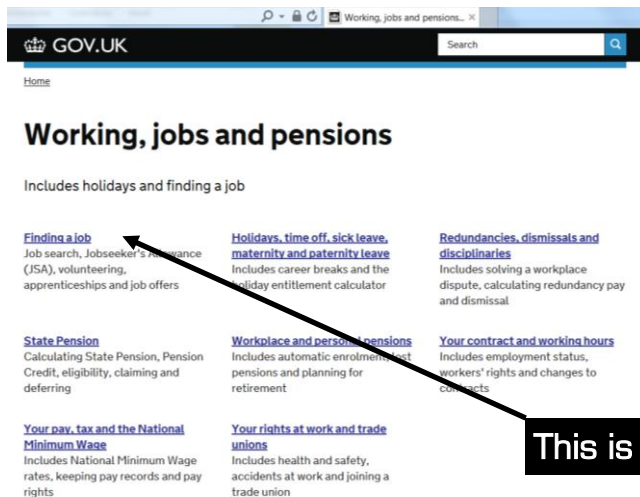 Working, jobs and pensions...
GOV.UK
Search
Home
Working, jobs and pensions
Includes holidays and finding a job
Finding a job
Job search, Jobseeker's Allowance
(JSA), volunteering,
apprenticeships and job offers
Holidays, time off, sick leave,
maternity and paternity leave
Includes career breaks and the
holiday entitlement calculator
Redundancies, dismissals and
disciplinaries
Includes solving a workplace
dispute, calculating redundancy pay
and dismissal
State Pension
Calculating State Pension, Pension
Credit, eligibility, claiming and
deferring
Workplace and personal pensions
Includes automatic enrolment, lost
pensions and planning for
retirement
Your contract and working hours
Includes employment status,
workers' rights and changes to
contracts
Your pay, tax and the National
Minimum Wage
Includes National Minimum Wage
rates, keeping pay records and pay
rights
Your rights at work and trade
unions
Includes health and safety,
accidents at work and joining a
trade union
This is